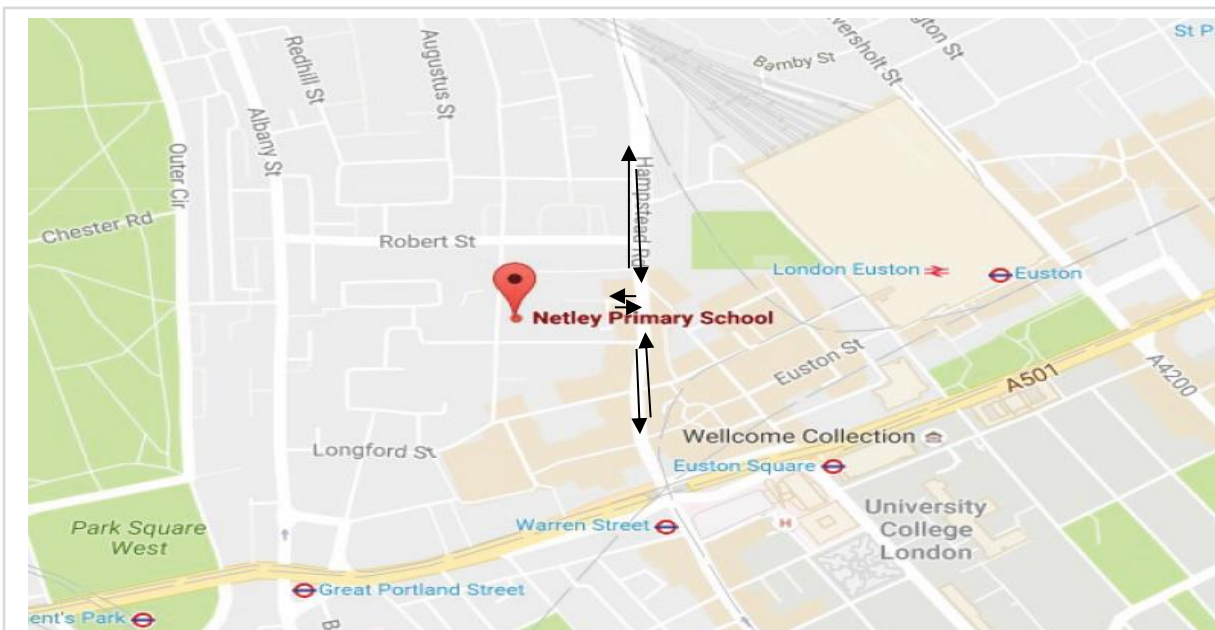 St P
ngton St
versholt St
Barnby St
Redhill St
Augustus St
Albany St
Outer Cir
Hampstead Rd
Chester Rd
Robert St
London Euston
Euston
Netley Primary School
Euston St
A501
A4200
Longford St
Wellcome Collection
Euston Square
University
College
London
Park Square
West
Warren Street
H
Great Portland Street
ent's Park
B